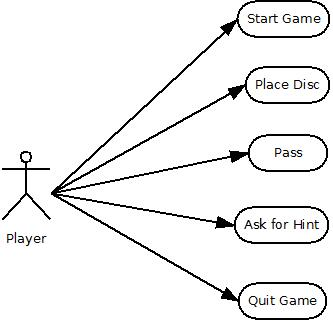 Start Game
Place Disc
Pass
Player
Ask for Hint
Quit Game